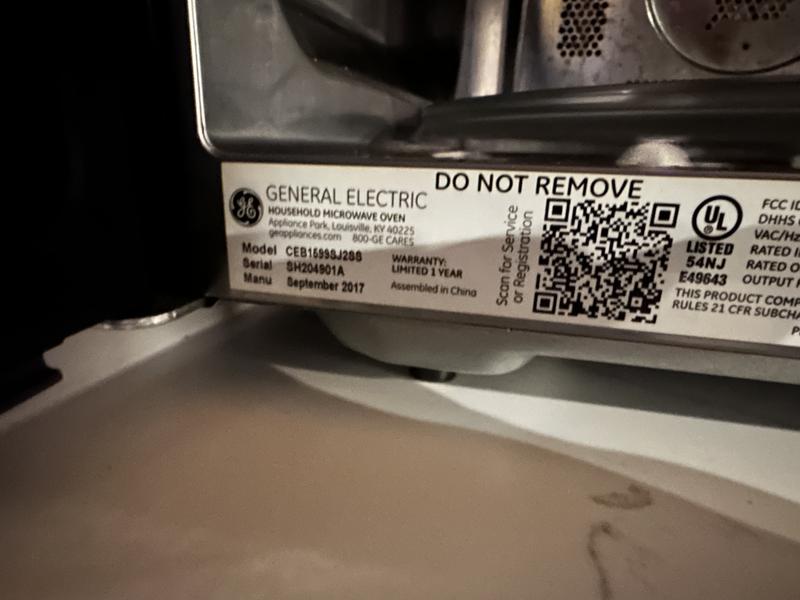 DO NOT REMOVE
GE
GENERAL ELECTRIC
HOUSEHOLD MICROWAVE OVEN
Appliance Park, Louisville, KY 40225
geappliances.com 800-GE CARES
Model CEB1599SJ2SS
Serial SH204901A
Manu September 2017
WARRANTY:
LIMITED 1 YEAR
Assembled in China
Scan for Service
or Registration
UL
LISTED
54NJ
E49643
FCC ID
DHHS
VAC/Hz
RATED
RATED
OUTPUT
THIS PRODUCT
RULES 21 CFR